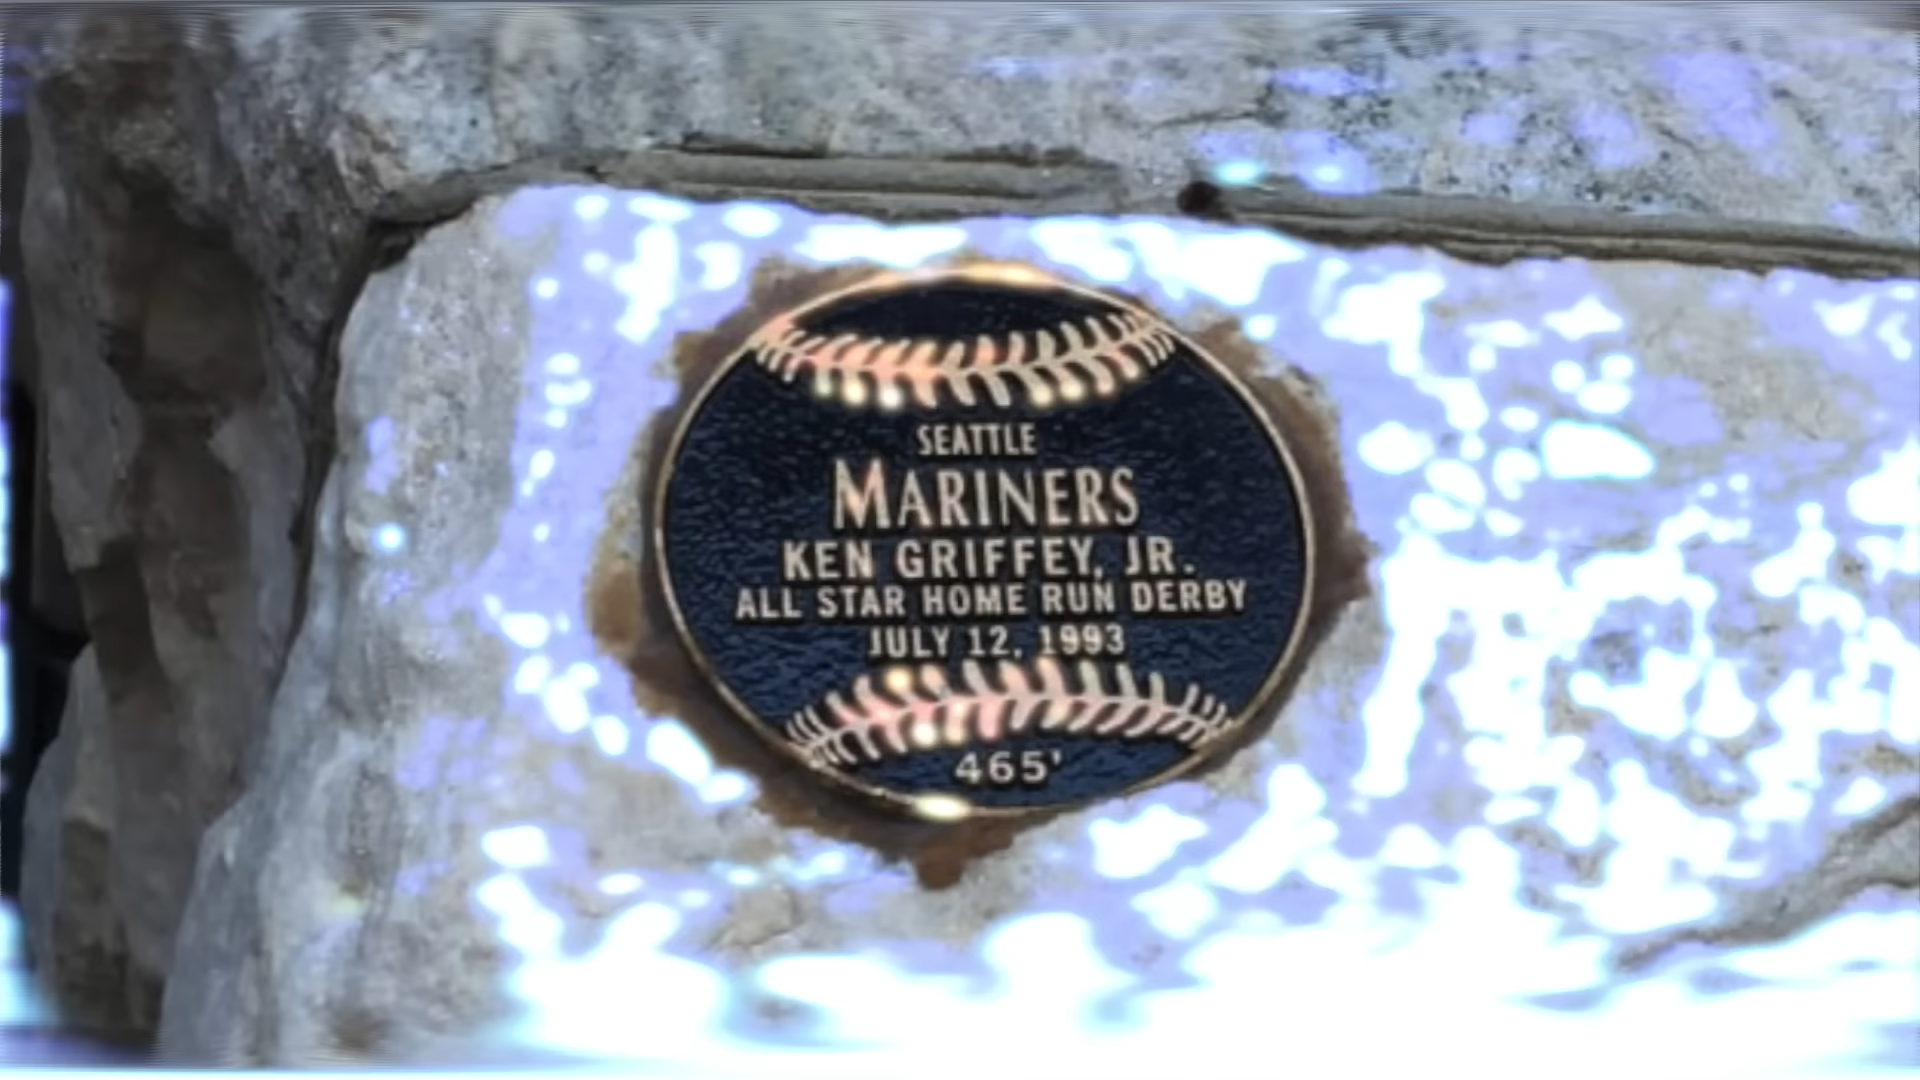 SEATTLE
MARINERS
KEN GRIFFEY, JR.
ALL STAR HOME RUN DERBY
JULY 12, 1993
465'